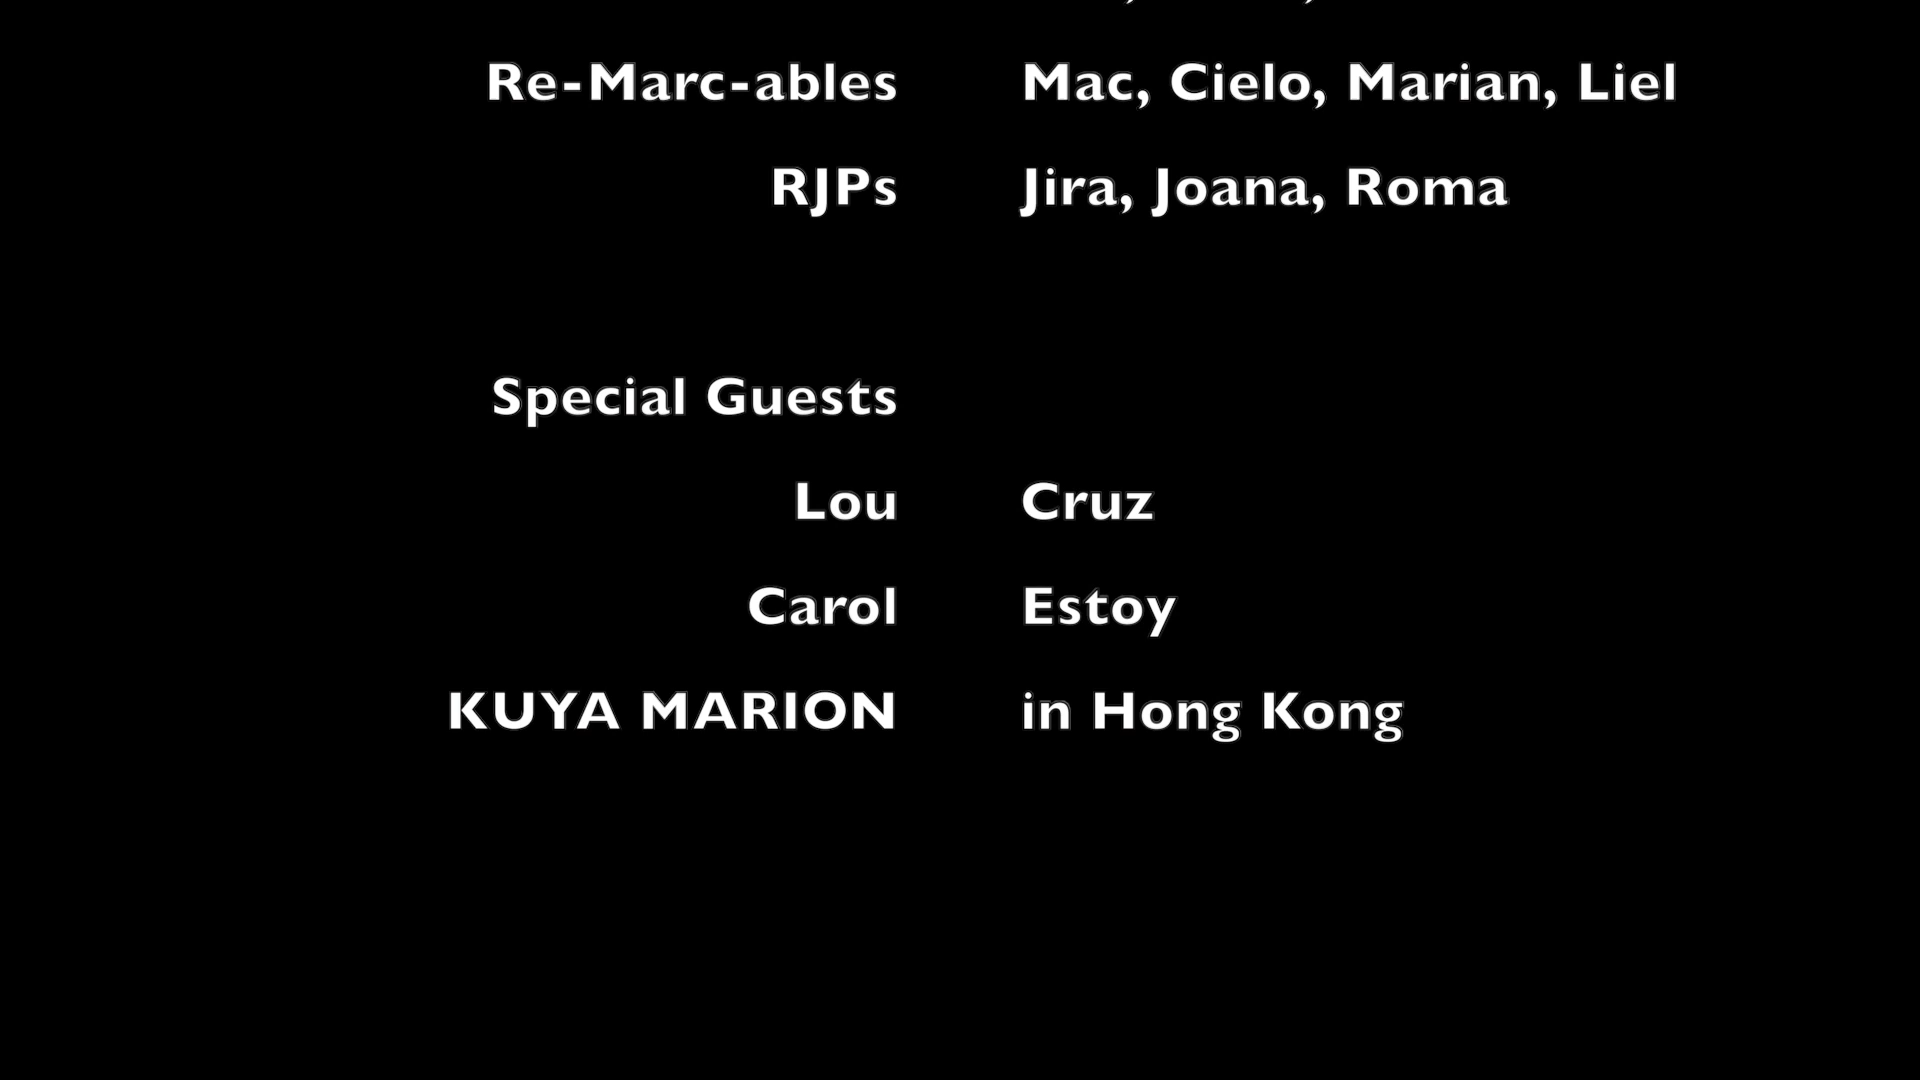 Re-Marc-ables Mac, Cielo, Marian, Liel
RJPs Jira, Joana, Roma
Special Guests
Lou Cruz
Carol Estoy
KUYA MARION in Hong Kong